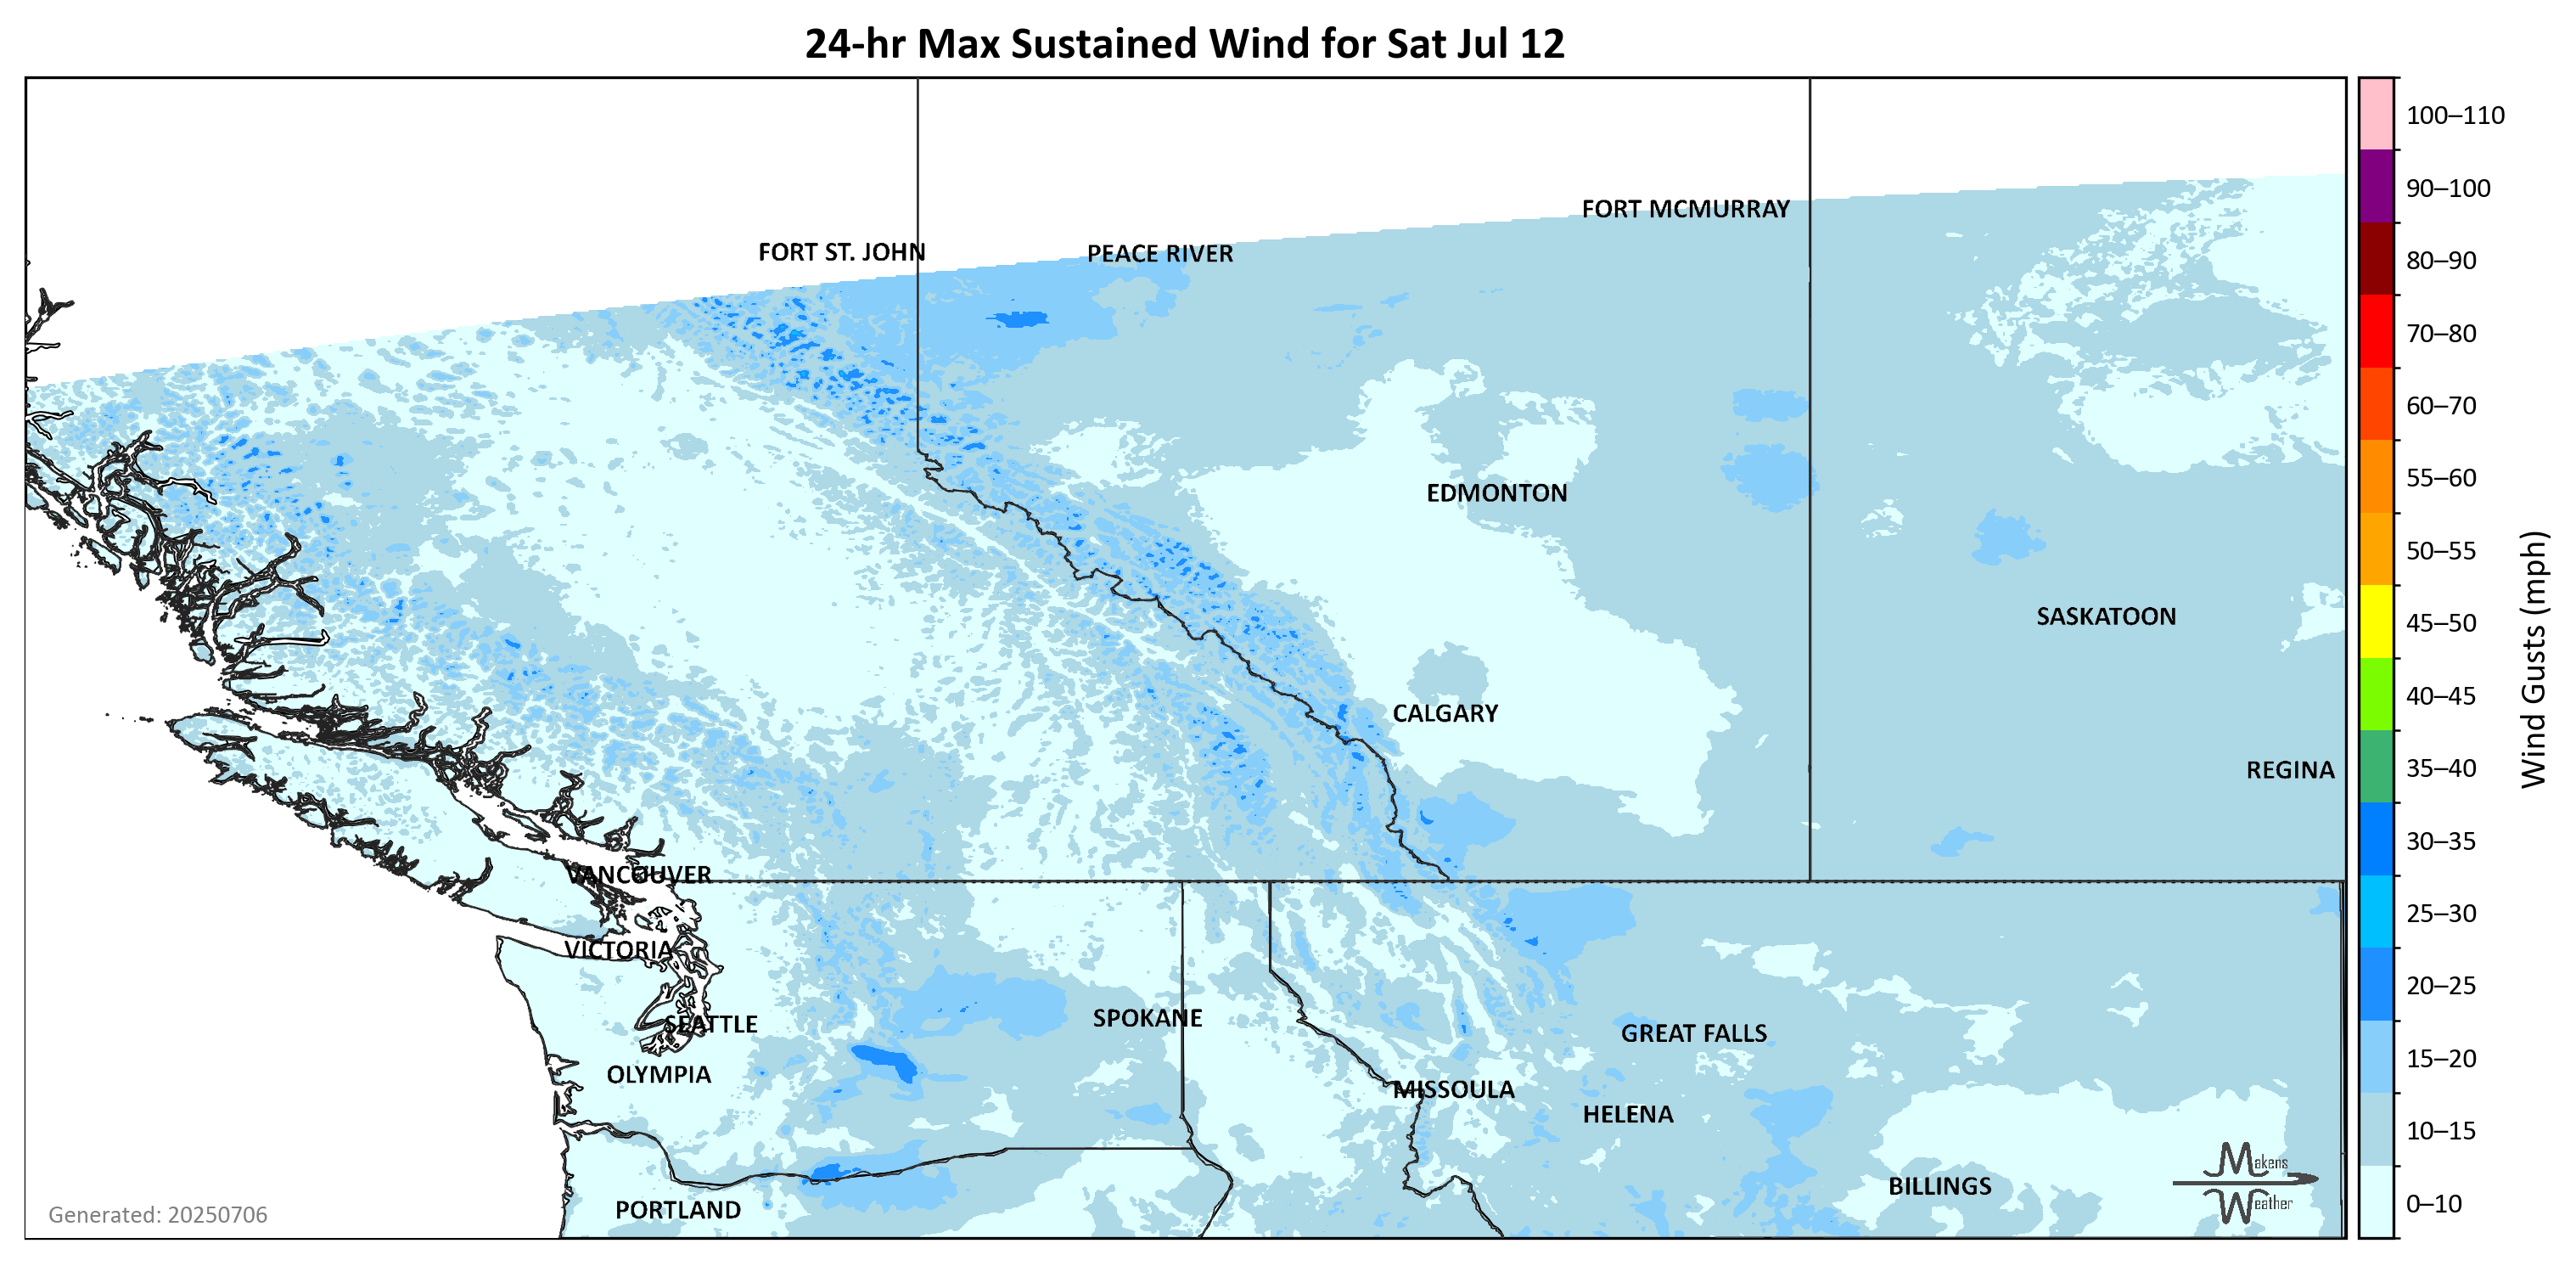 24-hr Max Sustained Wind for Sat Jul 12
100–110
90–100
80–90
70–80
60–70
55–60
50–55
45–50
40–45
35–40
30–35
25–30
20–25
15–20
10–15
0–10
Wind Gusts (mph)
FORT MCMURRAY
FORT ST. JOHN
PEACE RIVER
EDMONTON
SASKATOON
CALGARY
REGINA
VANCOUVER
VICTORIA
SEATTLE
SPOKANE
GREAT FALLS
OLYMPIA
MISSOULA
HELENA
BILLINGS
PORTLAND
Makens
Weather
Generated: 20250706